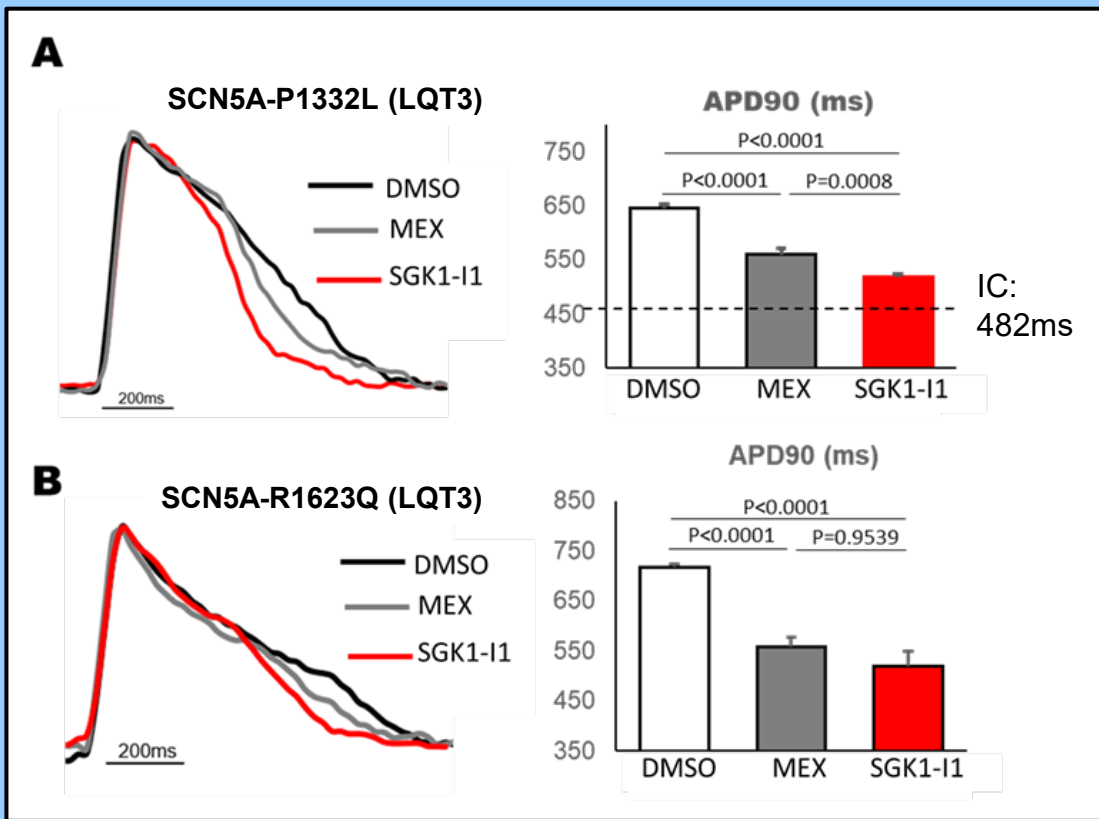 A
SCN5A-P1332L (LQT3)
DMSO
MEX
SGK1-I1
200ms
APD90 (ms)
750
650
550
450
350
P<0.0001
P<0.0001
P=0.0008
IC:
482ms
DMSO MEX SGK1-I1
B
SCN5A-R1623Q (LQT3)
DMSO
MEX
SGK1-I1
200ms
APD90 (ms)
850
750
650
550
450
350
P<0.0001
P<0.0001
P=0.9539
DMSO MEX SGK1-I1